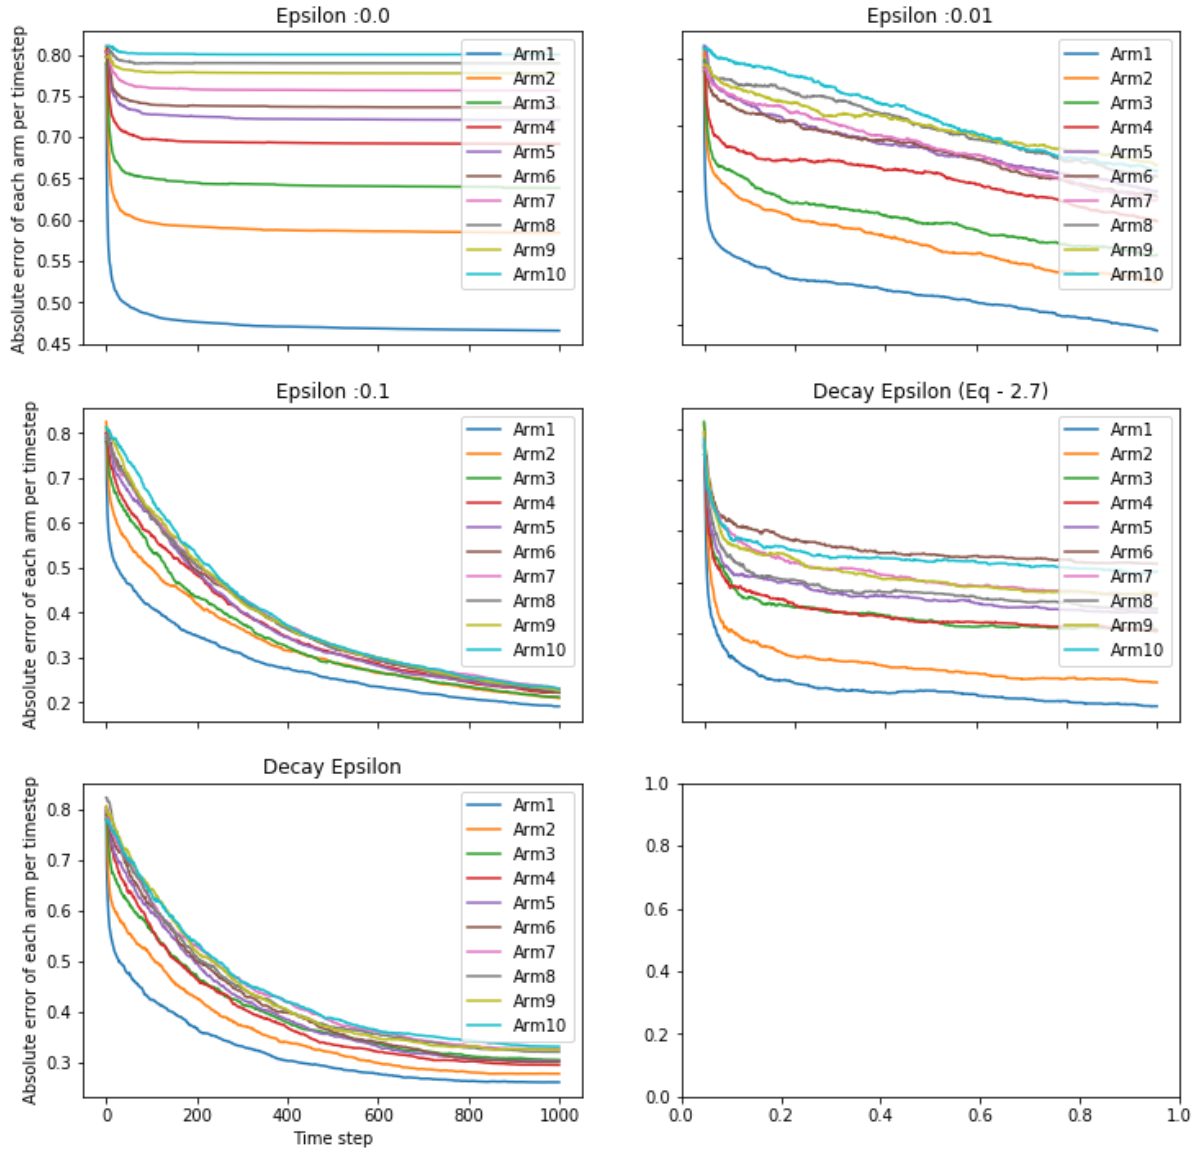 Epsilon :0.0
Absolute error of each arm per timestep
0.80
0.75
0.70
0.65
0.60
0.55
0.50
0.45
Arm1
Arm2
Arm3
Arm4
Arm5
Arm6
Arm7
Arm8
Arm9
Arm10
Epsilon :0.01
Arm1
Arm2
Arm3
Arm4
Arm5
Arm6
Arm7
Arm8
Arm9
Arm10
Epsilon :0.1
Absolute error of each arm per timestep
0.8
0.7
0.6
0.5
0.4
0.3
0.2
Arm1
Arm2
Arm3
Arm4
Arm5
Arm6
Arm7
Arm8
Arm9
Arm10
Decay Epsilon (Eq - 2.7)
Arm1
Arm2
Arm3
Arm4
Arm5
Arm6
Arm7
Arm8
Arm9
Arm10
Decay Epsilon
Absolute error of each arm per timestep
0.8
0.7
0.6
0.5
0.4
0.3
Arm1
Arm2
Arm3
Arm4
Arm5
Arm6
Arm7
Arm8
Arm9
Arm10
0 200 400 600 800 1000
Time step
1.0
0.8
0.6
0.4
0.2
0.0
0.0 0.2 0.4 0.6 0.8 1.0